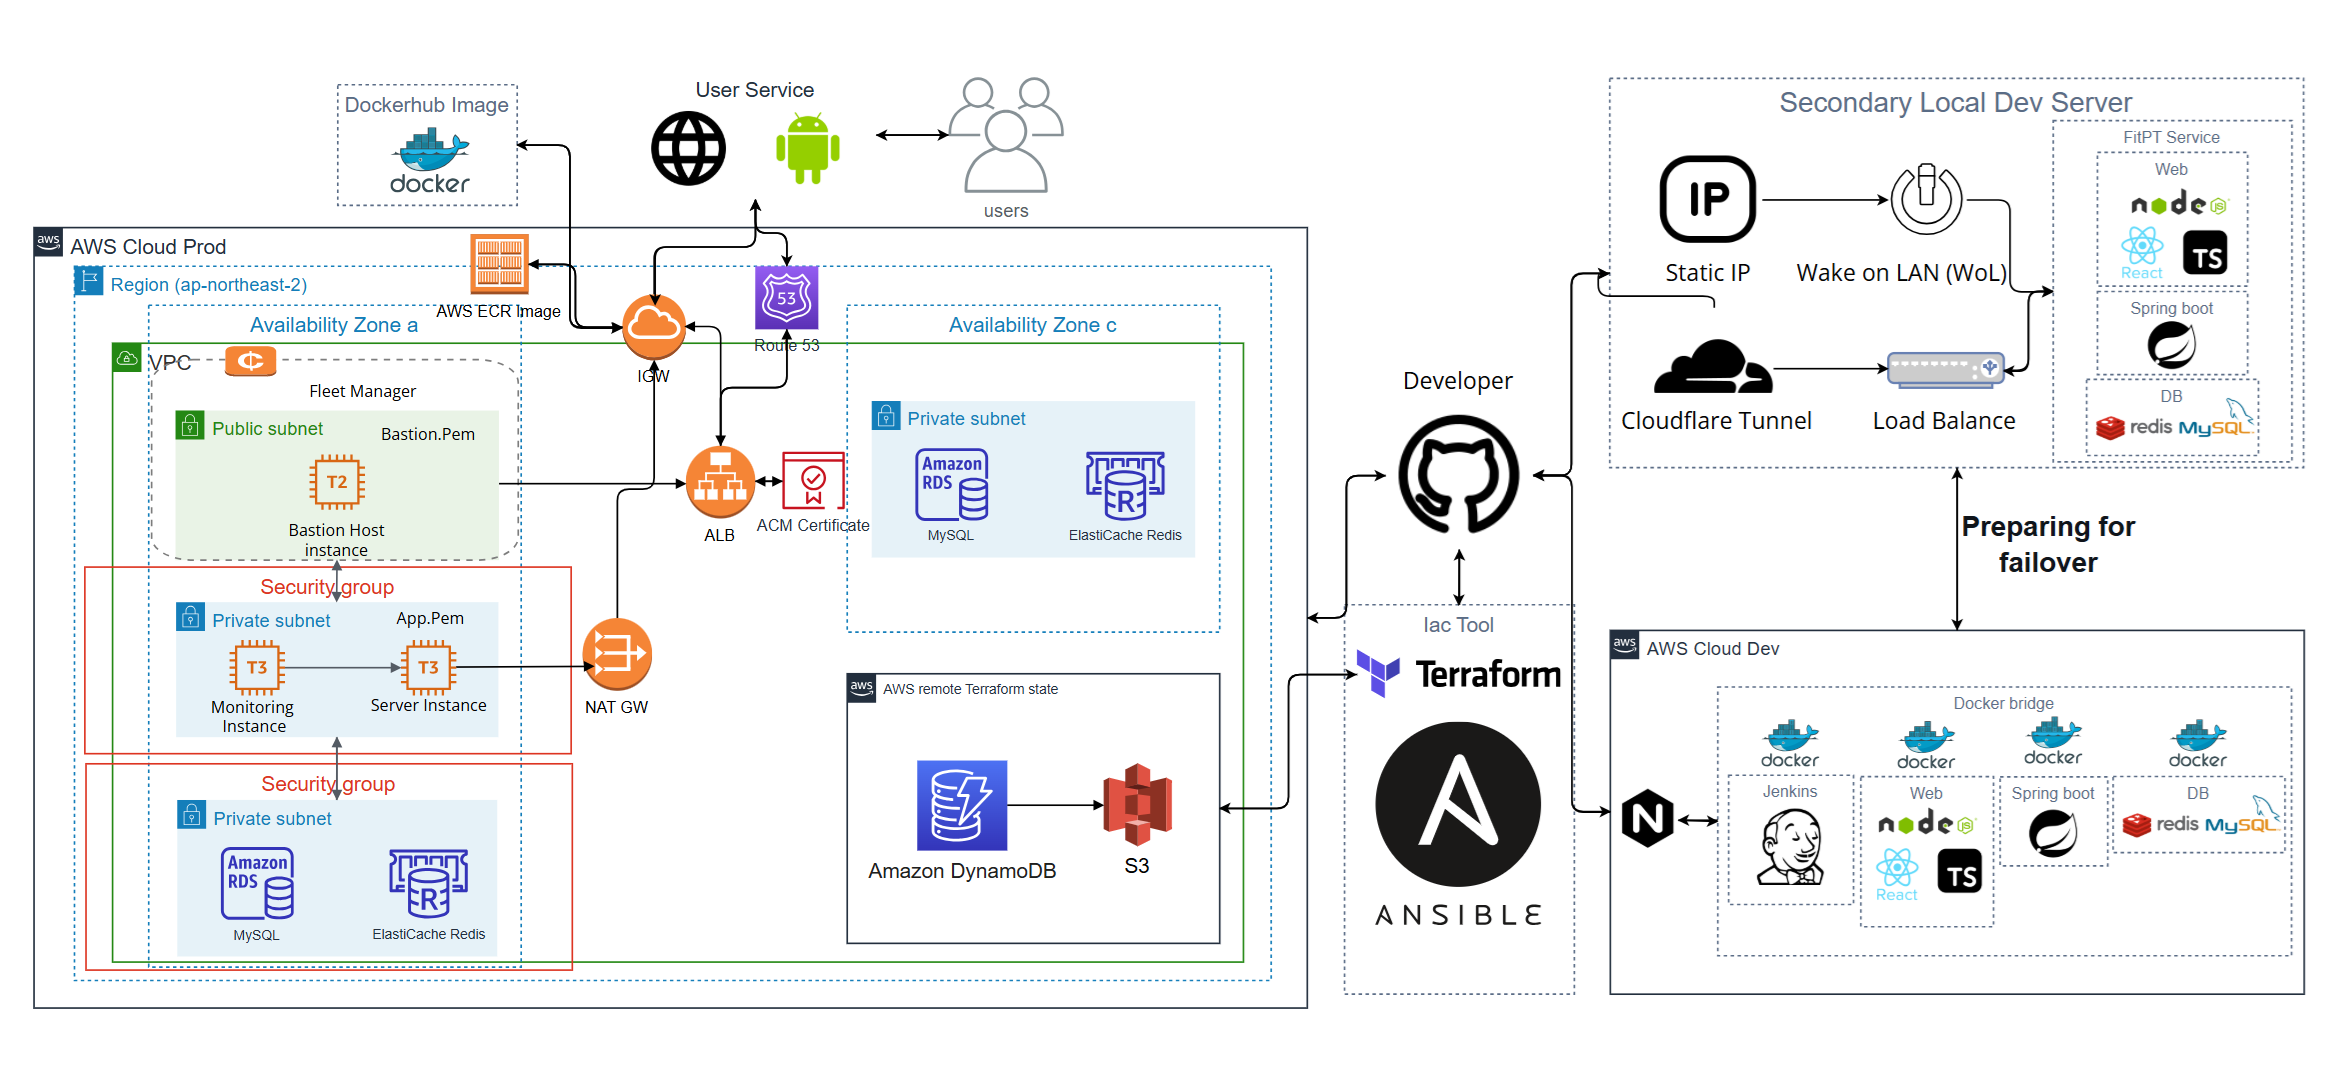 Dockerhub Image
docker
User Service
users
aws
AWS Cloud Prod
Region (ap-northeast-2)
AWS ECR Image
53
Route 53
Availability Zone a
Availability Zone c
VPC
IGW
Fleet Manager
Public subnet
Bastion.Pem
T2
Bastion Host
instance
ALB
ACM Certificate
Private subnet
Amazon
RDS
MySQL
R
ElastiCache Redis
Security group
Private subnet
App.Pem
T3
T3
Monitoring
Instance
Server Instance
NAT GW
Security group
Private subnet
Amazon
RDS
MySQL
R
ElastiCache Redis
aws
AWS remote Terraform state
Amazon DynamoDB
S3
Developer
Iac Tool
Terraform
ANSIBLE
Secondary Local Dev Server
IP
Static IP
Wake on LAN (WoL)
Cloudflare Tunnel
Load Balance
FitPT Service
Web
node
JS
React
TS
Spring boot
DB
redis
MySQL
Preparing for
failover
aws
AWS Cloud Dev
N
Docker bridge
docker
docker
docker
docker
Jenkins
Web
node
JS
React
TS
Spring boot
DB
redis
MySQL